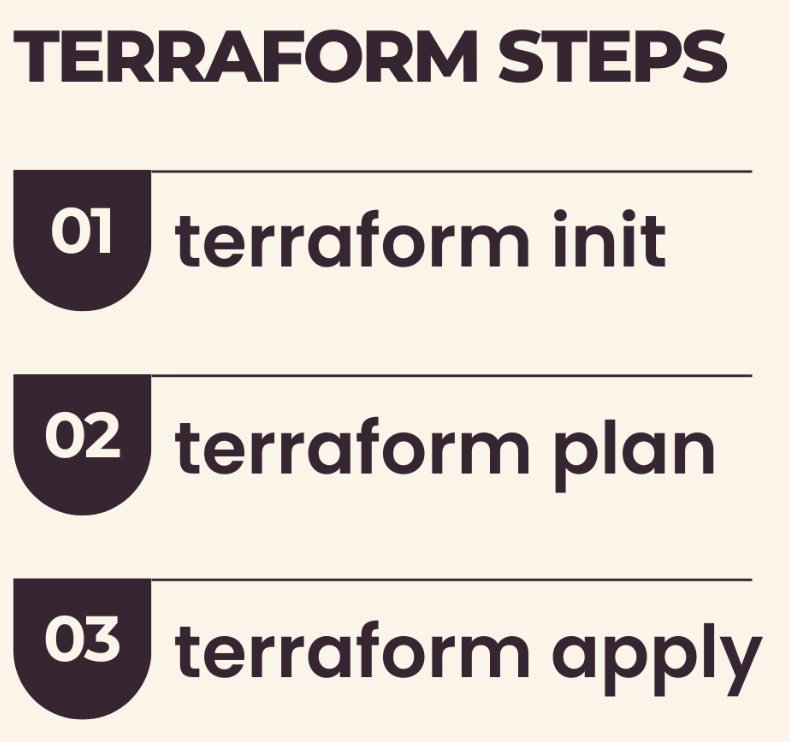 TERRAFORM STEPS
01
terraform init
02
terraform plan
03
terraform apply